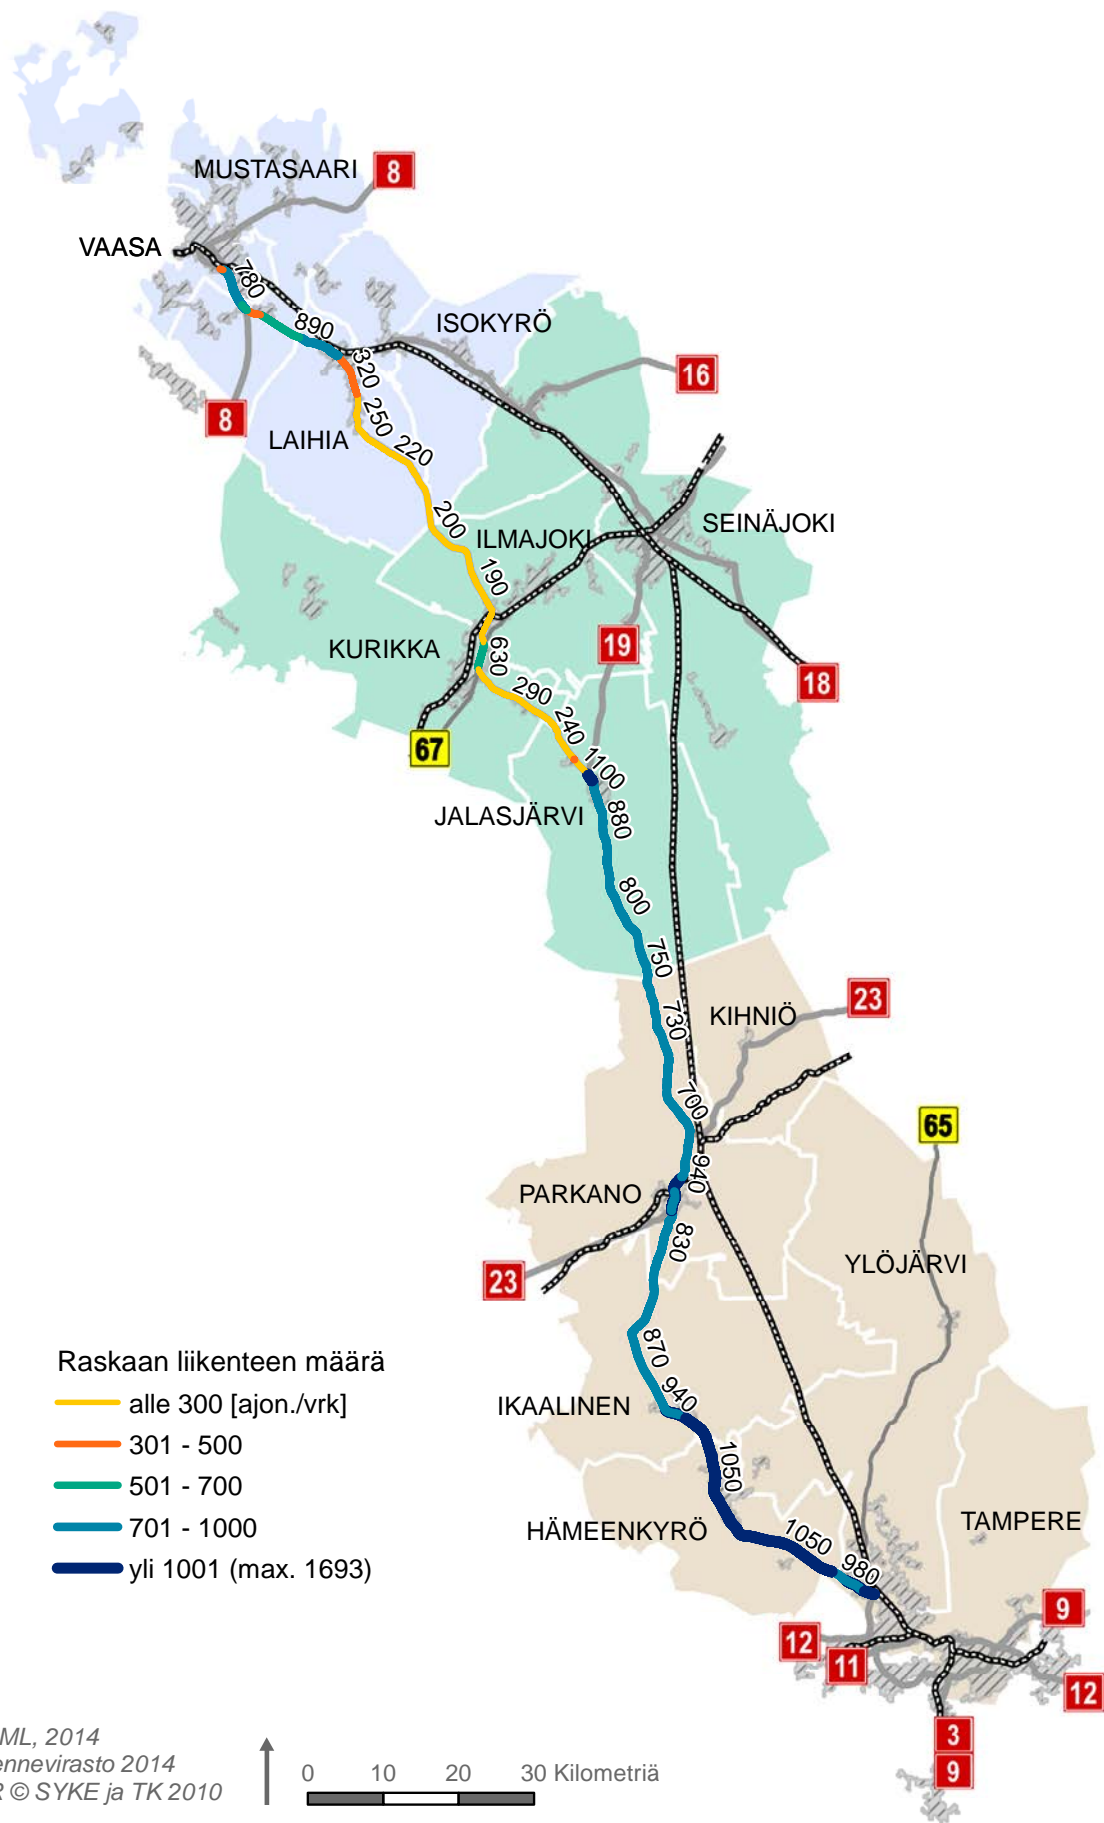 MUSTASAARI
8
VAASA
780
890
ISOKYRÖ
320
16
8
250
LAIHIA
220
200
SEINÄJOKI
ILMAJOKI
190
KURIKKA
630
19
18
290
67
240
1100
JALASJÄRVI
880
800
750
730
KIHNIÖ
23
700
65
940
PARKANO
830
YLÖJÄRVI
23
870
Raskaan liikenteen määrä
alle 300 [ajon./vrk]
301 - 500
501 - 700
701 - 1000
yli 1001 (max. 1693)
940
IKAALINEN
1050
HÄMEENKYRÖ
1050
TAMPERE
980
9
12
11
12
3
9
ML, 2014
ennevirasto 2014
R © SYKE ja TK 2010
0 10 20 30 Kilometriä